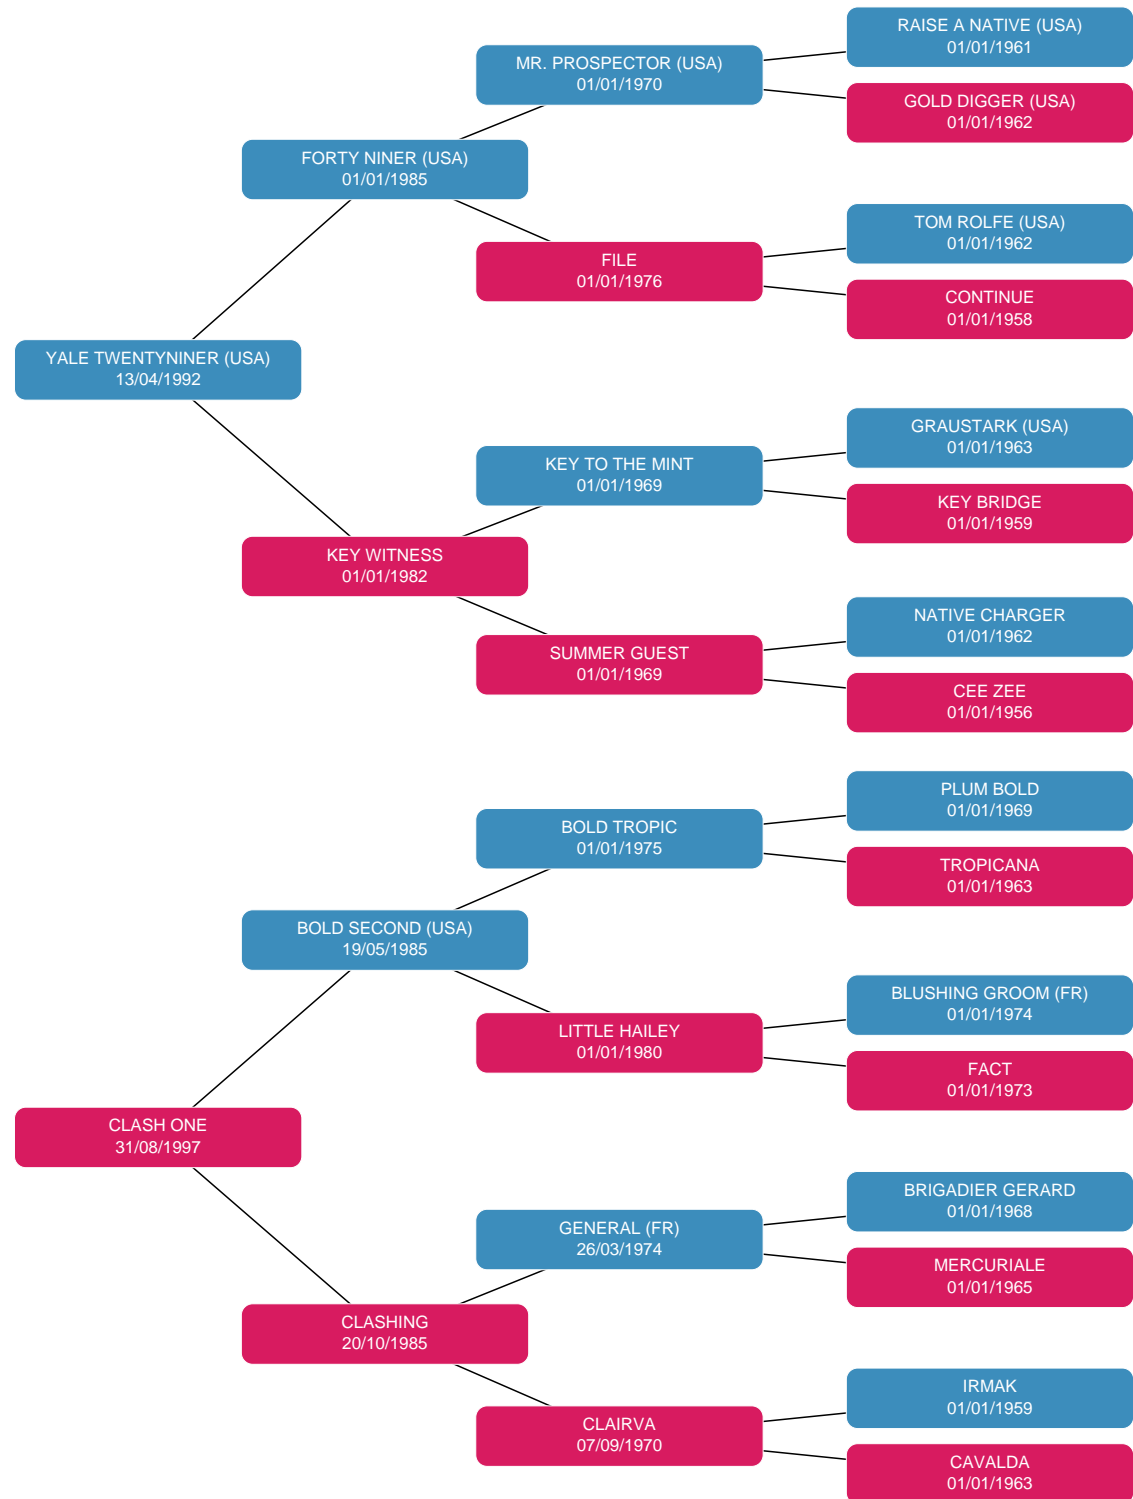 RAISE A NATIVE (USA)
01/01/1961
MR. PROSPECTOR (USA)
01/01/1970
GOLD DIGGER (USA)
01/01/1962
FORTY NINER (USA)
01/01/1985
TOM ROLFE (USA)
01/01/1962
FILE
01/01/1976
CONTINUE
01/01/1958
YALE TWENTYNINER (USA)
13/04/1992
GRAUSTARK (USA)
01/01/1963
KEY TO THE MINT
01/01/1969
KEY BRIDGE
01/01/1959
KEY WITNESS
01/01/1982
NATIVE CHARGER
01/01/1962
SUMMER GUEST
01/01/1969
CEE ZEE
01/01/1956
PLUM BOLD
01/01/1969
BOLD TROPIC
01/01/1975
TROPICANA
01/01/1963
BOLD SECOND (USA)
19/05/1985
BLUSHING GROOM (FR)
01/01/1974
LITTLE HAILEY
01/01/1980
FACT
01/01/1973
CLASH ONE
31/08/1997
BRIGADIER GERARD
01/01/1968
GENERAL (FR)
26/03/1974
MERCURIALE
01/01/1965
CLASHING
20/10/1985
IRMAK
01/01/1959
CLAIRVA
07/09/1970
CAVALDA
01/01/1963